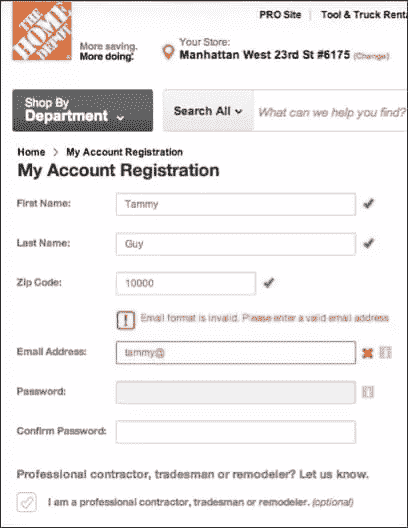 PRO Site | Tool & Truck Renta
THE HOME DEPOT
More saving.
More doing.
Your Store:
Manhattan West 23rd St #6175 (Change)
Shop By
Department
Search All
What can we help you find?
Home > My Account Registration
My Account Registration
First Name: Tammy
Last Name: Guy
Zip Code: 10000
! Email format is invalid. Please enter a valid email address
Email Address: tammy@
Password:
Confirm Password:
Professional contractor, tradesman or remodeler? Let us know.
I am a professional contractor, tradesman or remodeler. (optional)